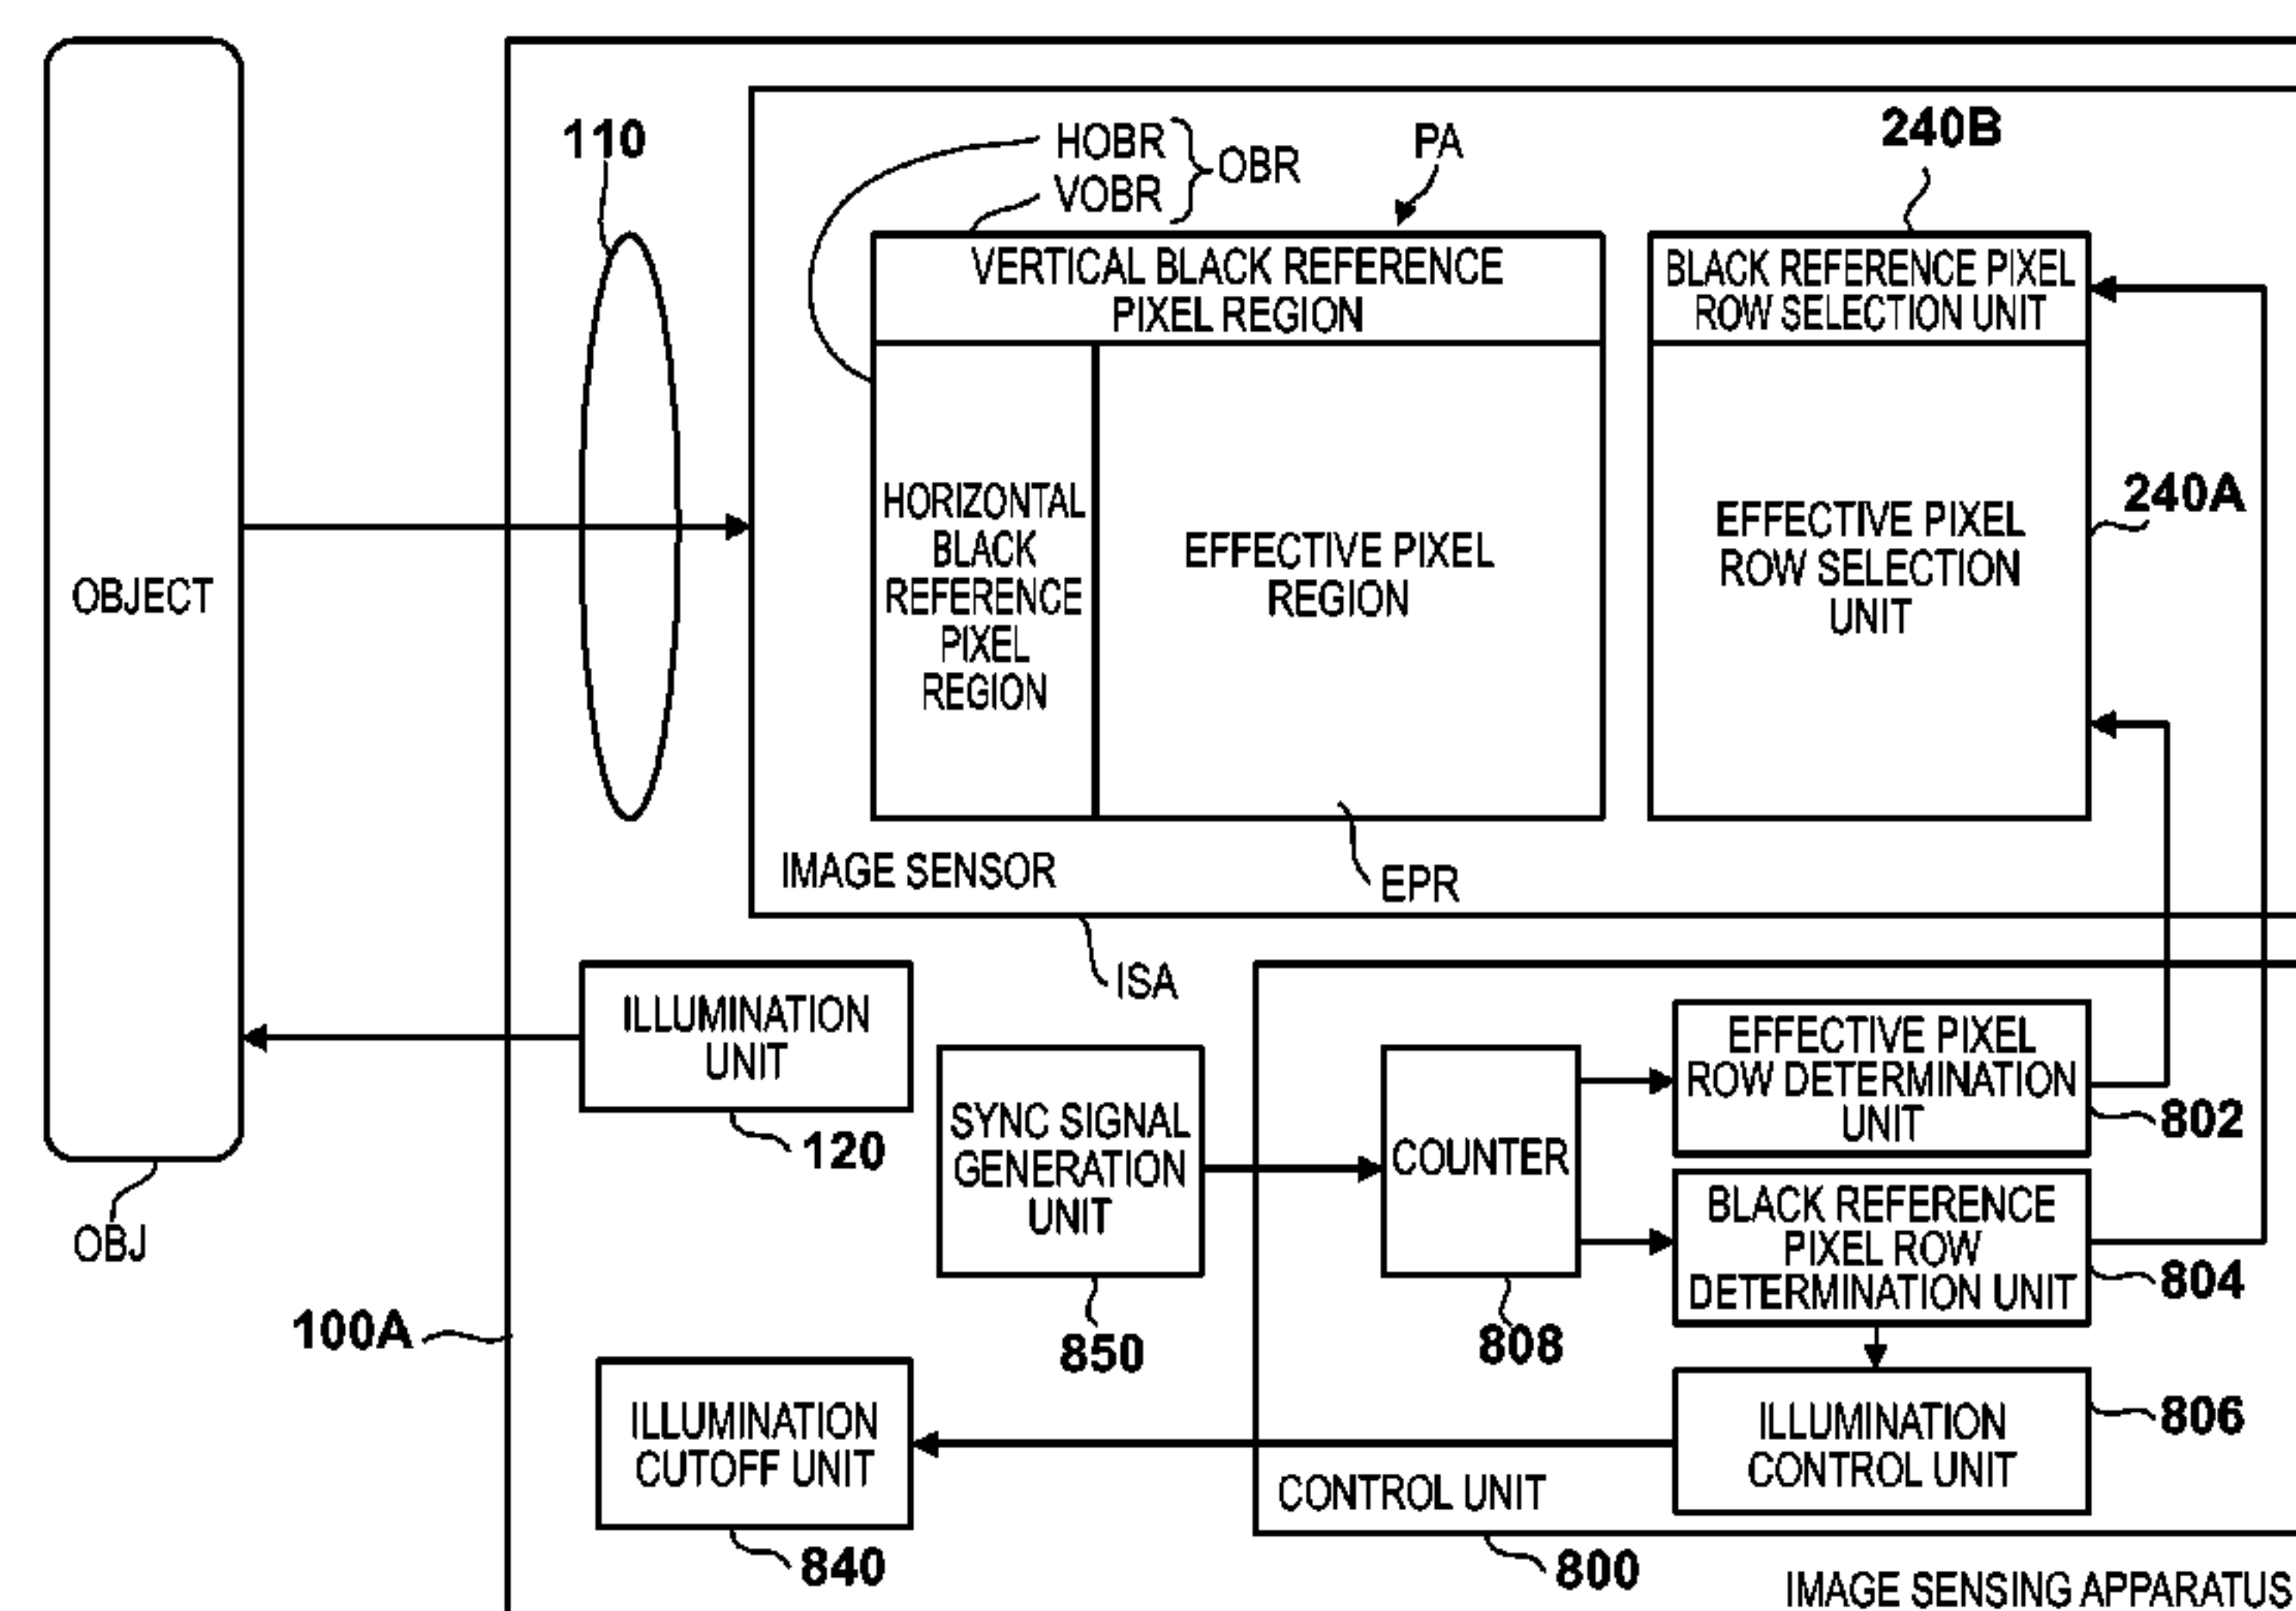 110
HOBR
VOBR
OBR
PA
240B
VERTICAL BLACK REFERENCE
PIXEL REGION
BLACK REFERENCE PIXEL
ROW SELECTION UNIT
OBJECT
HORIZONTAL
BLACK
REFERENCE
PIXEL
REGION
EFFECTIVE PIXEL
REGION
EFFECTIVE PIXEL
ROW SELECTION
UNIT
240A
IMAGE SENSOR
EPR
ISA
ILLUMINATION
UNIT
120
OBJ
SYNC SIGNAL
GENERATION
UNIT
850
COUNTER
808
EFFECTIVE PIXEL
ROW DETERMINATION
UNIT
802
BLACK REFERENCE
PIXEL ROW
DETERMINATION UNIT
804
100A
ILLUMINATION
CUTOFF UNIT
840
ILLUMINATION
CONTROL UNIT
806
CONTROL UNIT
800
IMAGE SENSING APPARATUS